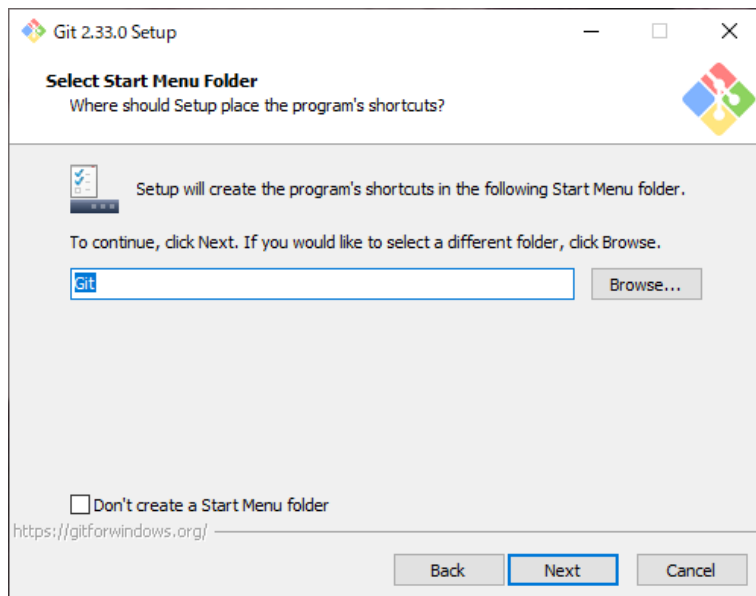 Git 2.33.0 Setup
Select Start Menu Folder
Where should Setup place the program's shortcuts?
Setup will create the program's shortcuts in the following Start Menu folder.
To continue, click Next. If you would like to select a different folder, click Browse.
Git
Browse...
Don't create a Start Menu folder
https://gitforwindows.org/
Back
Next
Cancel